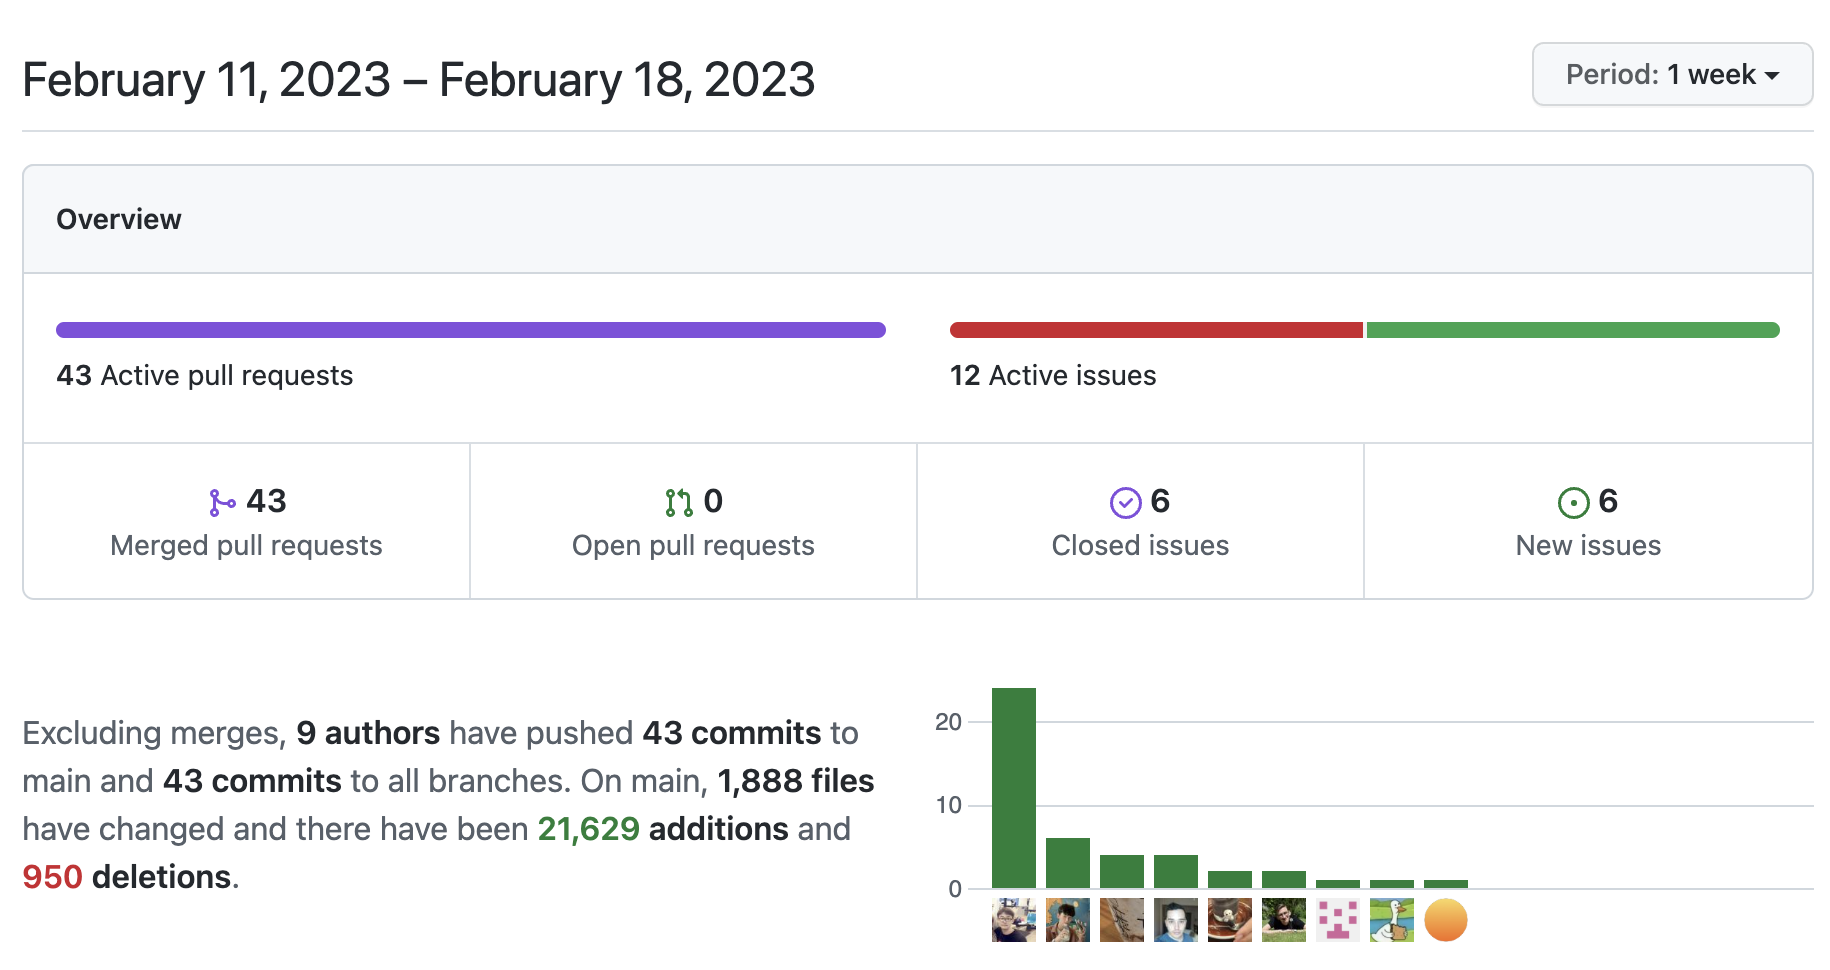 February 11, 2023 – February 18, 2023
Period: 1 week
Overview
43 Active pull requests
12 Active issues
43
Merged pull requests
0
Open pull requests
6
Closed issues
6
New issues
Excluding merges, 9 authors have pushed 43 commits to
main and 43 commits to all branches. On main, 1,888 files
have changed and there have been 21,629 additions and
950 deletions.
20
10
0